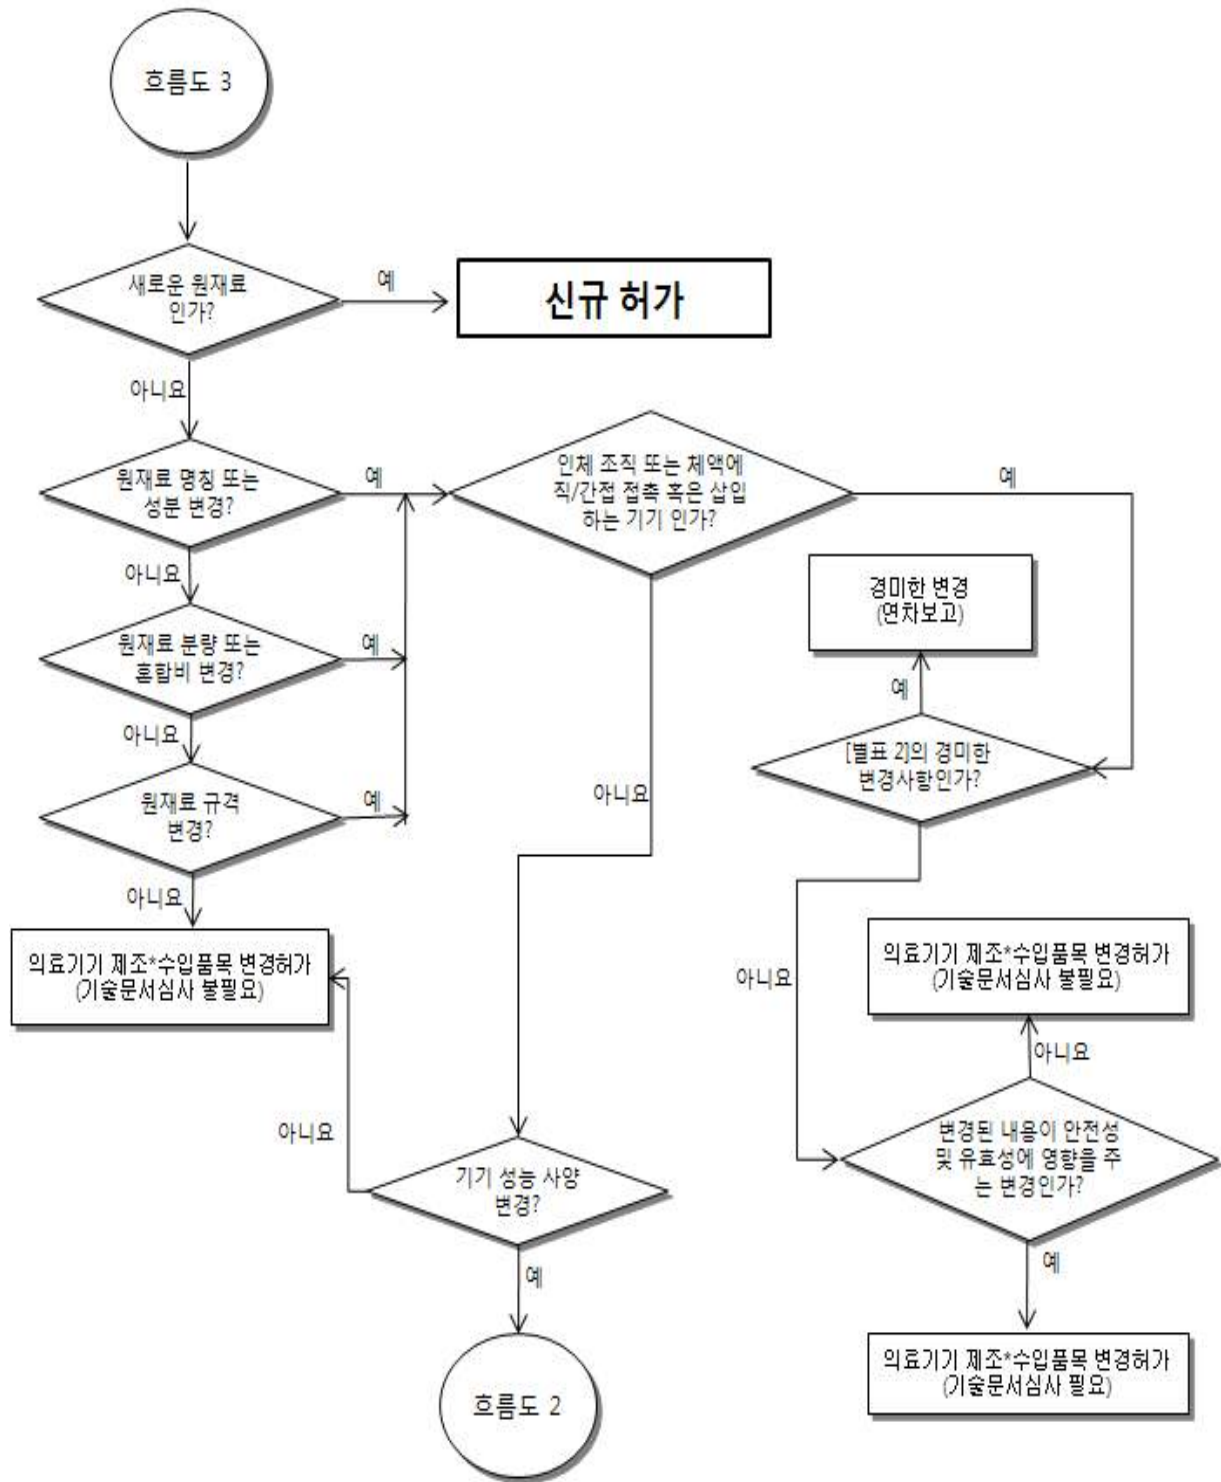 흐름도 3
새로운 원재료
인가?
예
신규 허가
아니요
원재료 명칭 또는
성분 변경?
예
인체 조직 또는 체액에
직/간접 접촉 혹은 삽입
하는 기기 인가?
예
아니요
원재료 분량 또는
혼합비 변경?
예
아니요
원재료 규격
변경?
예
아니요
의료기기 제조*수입품목 변경허가
(기술문서심사 불필요)
아니요
기기 성능 사양
변경?
아니요
예
흐름도 2
경미한 변경
(연차보고)
예
[별표 2]의 경미한
변경사항인가?
아니요
의료기기 제조*수입품목 변경허가
(기술문서심사 불필요)
아니요
변경된 내용이 안전성
및 유효성에 영향을 주
는 변경인가?
예
의료기기 제조*수입품목 변경허가
(기술문서심사 필요)